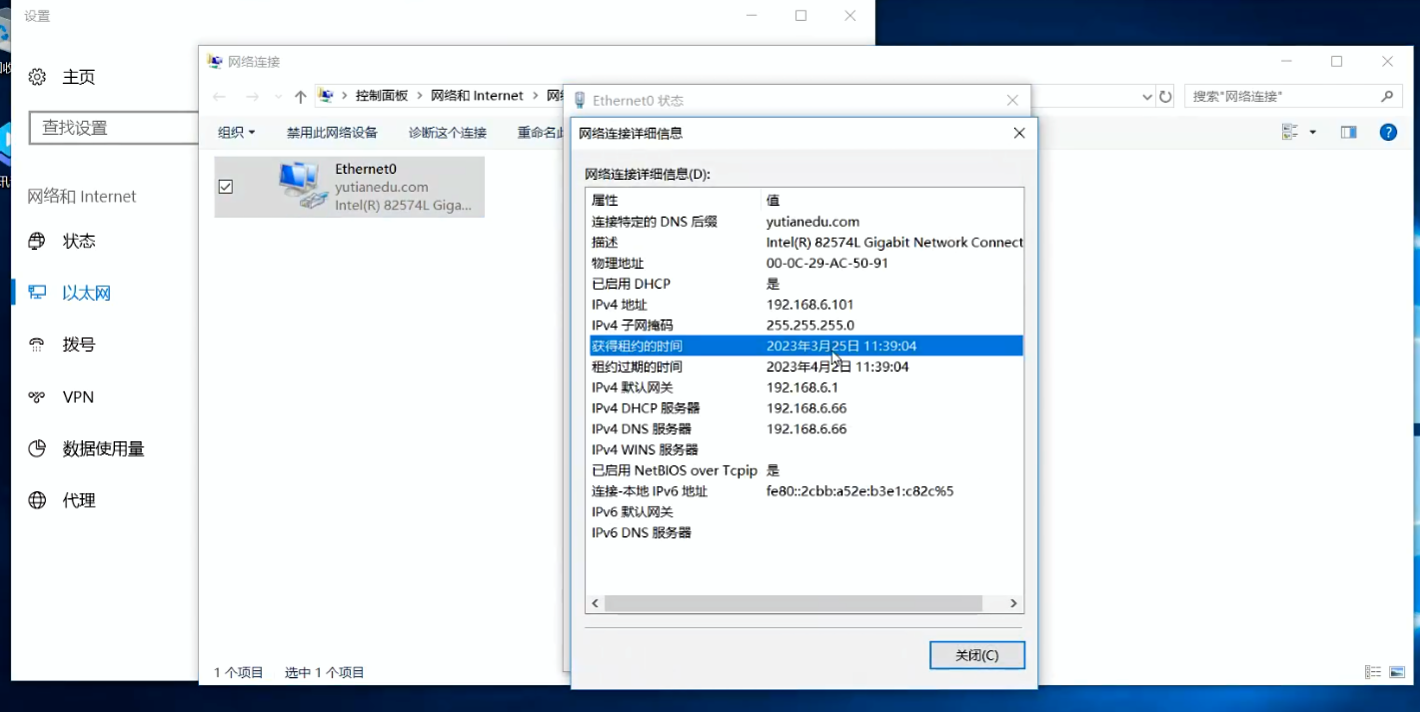 设置
主页
查找设置
网络和 Internet
状态
以太网
拨号
VPN
数据使用量
代理
网络连接
控制面板 > 网络和 Internet >
搜索"网络连接"
组织 禁用此网络设备 诊断这个连接
Ethernet0
yutianedu.com
Intel(R) 82574L Giga...
1 个项目 选中 1 个项目
Ethernet0 状态
网络连接详细信息
网络连接详细信息(D):
属性 值
连接特定的 DNS 后缀 yutianedu.com
描述 Intel(R) 82574L Gigabit Network Connect
物理地址 00-0C-29-AC-50-91
已启用 DHCP 是
IPv4 地址 192.168.6.101
IPv4 子网掩码 255.255.255.0
获得租约的时间 2023年3月25日 11:39:04
租约过期的时间 2023年4月2日 11:39:04
IPv4 默认网关 192.168.6.1
IPv4 DHCP 服务器 192.168.6.66
IPv4 DNS 服务器 192.168.6.66
IPv4 WINS 服务器
已启用 NetBIOS over Tcpip 是
连接-本地 IPv6 地址 fe80::2cbb:a52e:b3e1:c82c%5
IPv6 默认网关
IPv6 DNS 服务器
关闭(C)